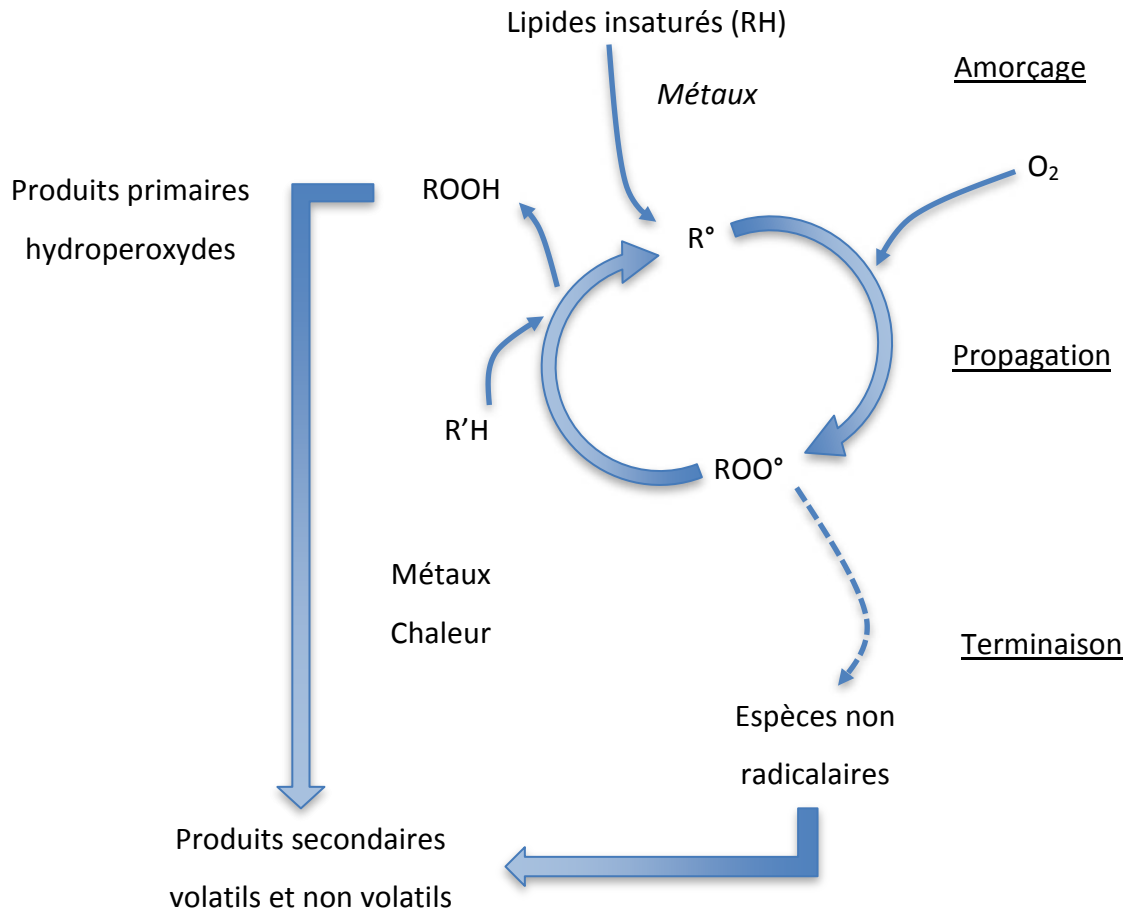 Lipides insaturés (RH)
Amorçage
Métaux
O₂
Produits primaires
hydroperoxydes
ROOH
R°
Propagation
R’H
ROO°
Métaux
Chaleur
Terminaison
Espèces non
radicalaires
Produits secondaires
volatils et non volatils